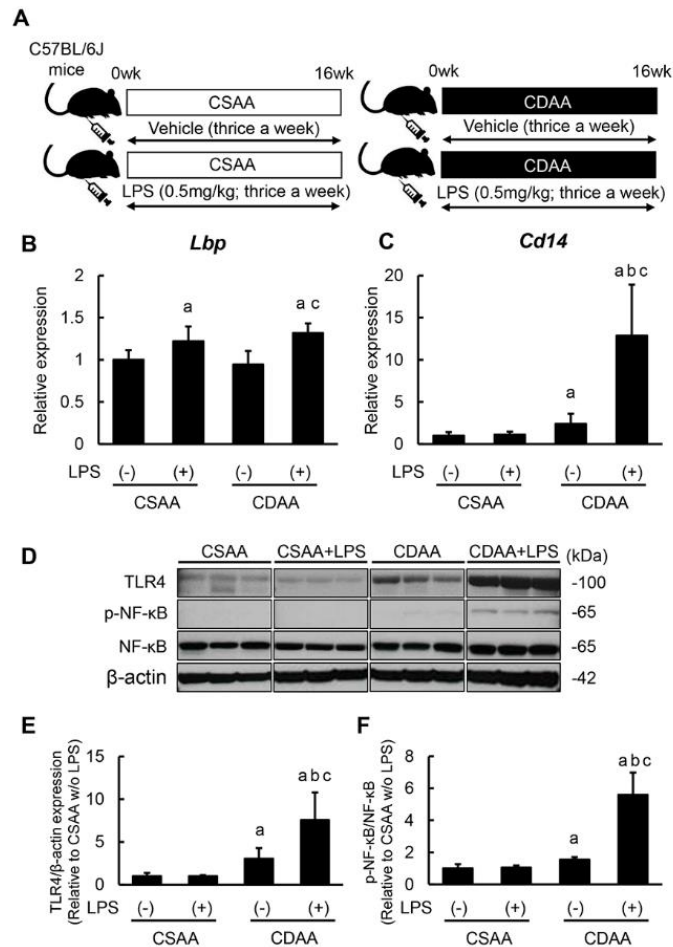 A
C57BL/6J
mice
0wk 16wk
CSAA
Vehicle (thrice a week)
CSAA
LPS (0.5mg/kg; thrice a week)
0wk 16wk
CDAA
Vehicle (thrice a week)
CDAA
LPS (0.5mg/kg; thrice a week)
B
Lbp
Relative expression
2
1.5
1
0.5
0
a
a c
LPS (-) (+) (-) (+)
CSAA CDAA
C
Cd14
Relative expression
20
15
10
5
0
a
a b c
LPS (-) (+) (-) (+)
CSAA CDAA
D
CSAA CSAA+LPS CDAA CDAA+LPS (kDa)
TLR4 -100
p-NF-κB -65
NF-κB -65
β-actin -42
E
TLR4/β-actin expression
(Relative to CSAA w/o LPS)
15
10
5
0
a
a b c
LPS (-) (+) (-) (+)
CSAA CDAA
F
p-NF-κB/NF-κB
(Relative to CSAA w/o LPS)
8
6
4
2
0
a
a b c
LPS (-) (+) (-) (+)
CSAA CDAA